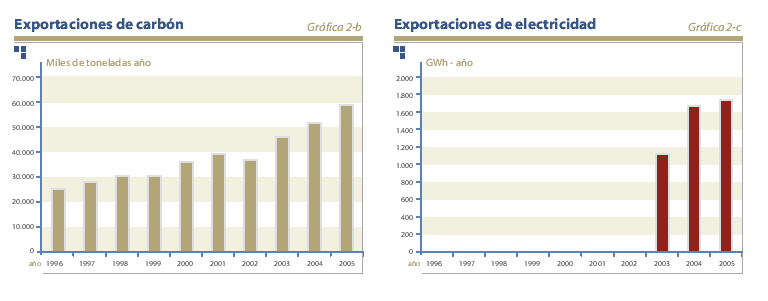 Exportaciones de carbón
Gráfica 2-b
Miles de toneladas año
70.000
60.000
50.000
40.000
30.000
20.000
10.000
0
año 1996 1997 1998 1999 2000 2001 2002 2003 2004 2005
Exportaciones de electricidad
Gráfica 2-c
GWh - año
2.000
1.800
1.600
1.400
1.200
1.000
800
600
400
200
0
año 1996 1997 1998 1999 2000 2001 2002 2003 2004 2005